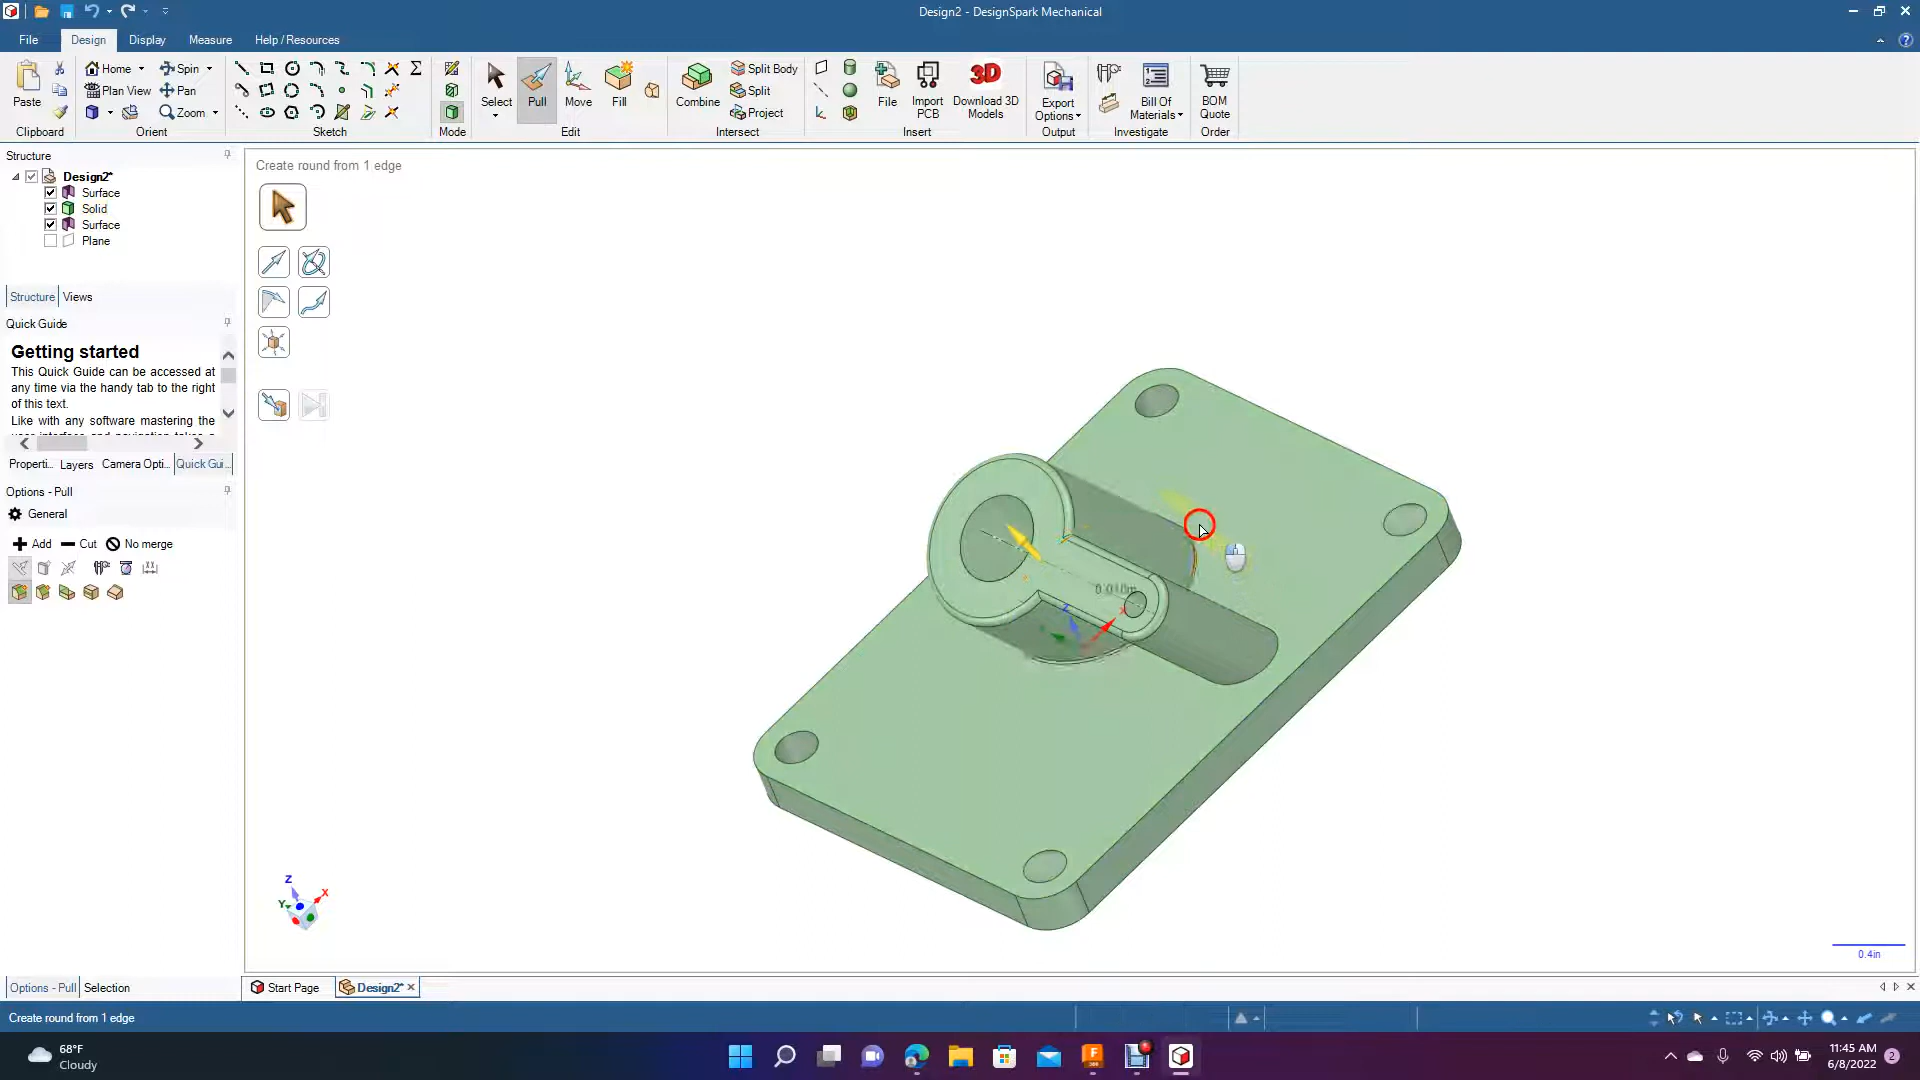 Design2 - DesignSpark Mechanical
File
Design
Display
Measure
Help / Resources
Paste
Clipboard
Home
Spin
Plan View
Pan
Zoom
Orient
Sketch
Mode
Select
Pull
Move
Fill
Edit
Combine
Split Body
Split
Project
Intersect
File
Import PCB
Download 3D Models
Insert
Export Options
Output
Bill Of Materials
Investigate
BOM Quote
Order
Structure
Design2*
Surface
Solid
Surface
Plane
Structure
Views
Quick Guide
Getting started
This Quick Guide can be accessed at
any time via the handy tab to the right
of this text.
Like with any software mastering the
Properti...
Layers
Camera Opti...
Quick Gui...
Options - Pull
General
Add
Cut
No merge
Create round from 1 edge
Z
X
Z
X
Y
0.4in
Options - Pull
Selection
Start Page
Design2*
Create round from 1 edge
68°F
Cloudy
11:45 AM
6/8/2022
2